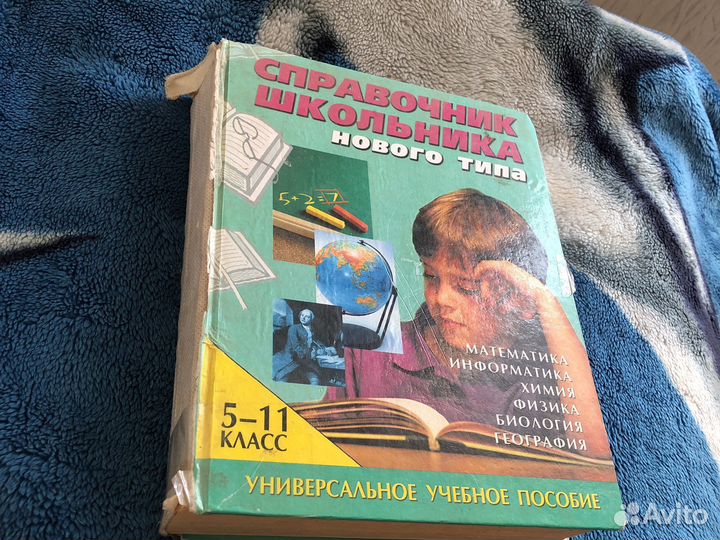 СПРАВОЧНИК
ШКОЛЬНИКА
НОВОГО ТИПА
5+2=7
МАТЕМАТИКА
ИНФОРМАТИКА
ХИМИЯ
ФИЗИКА
БИОЛОГИЯ
ГЕОГРАФИЯ
5–11
КЛАСС
УНИВЕРСАЛЬНОЕ УЧЕБНОЕ ПОСОБИЕ
Avito